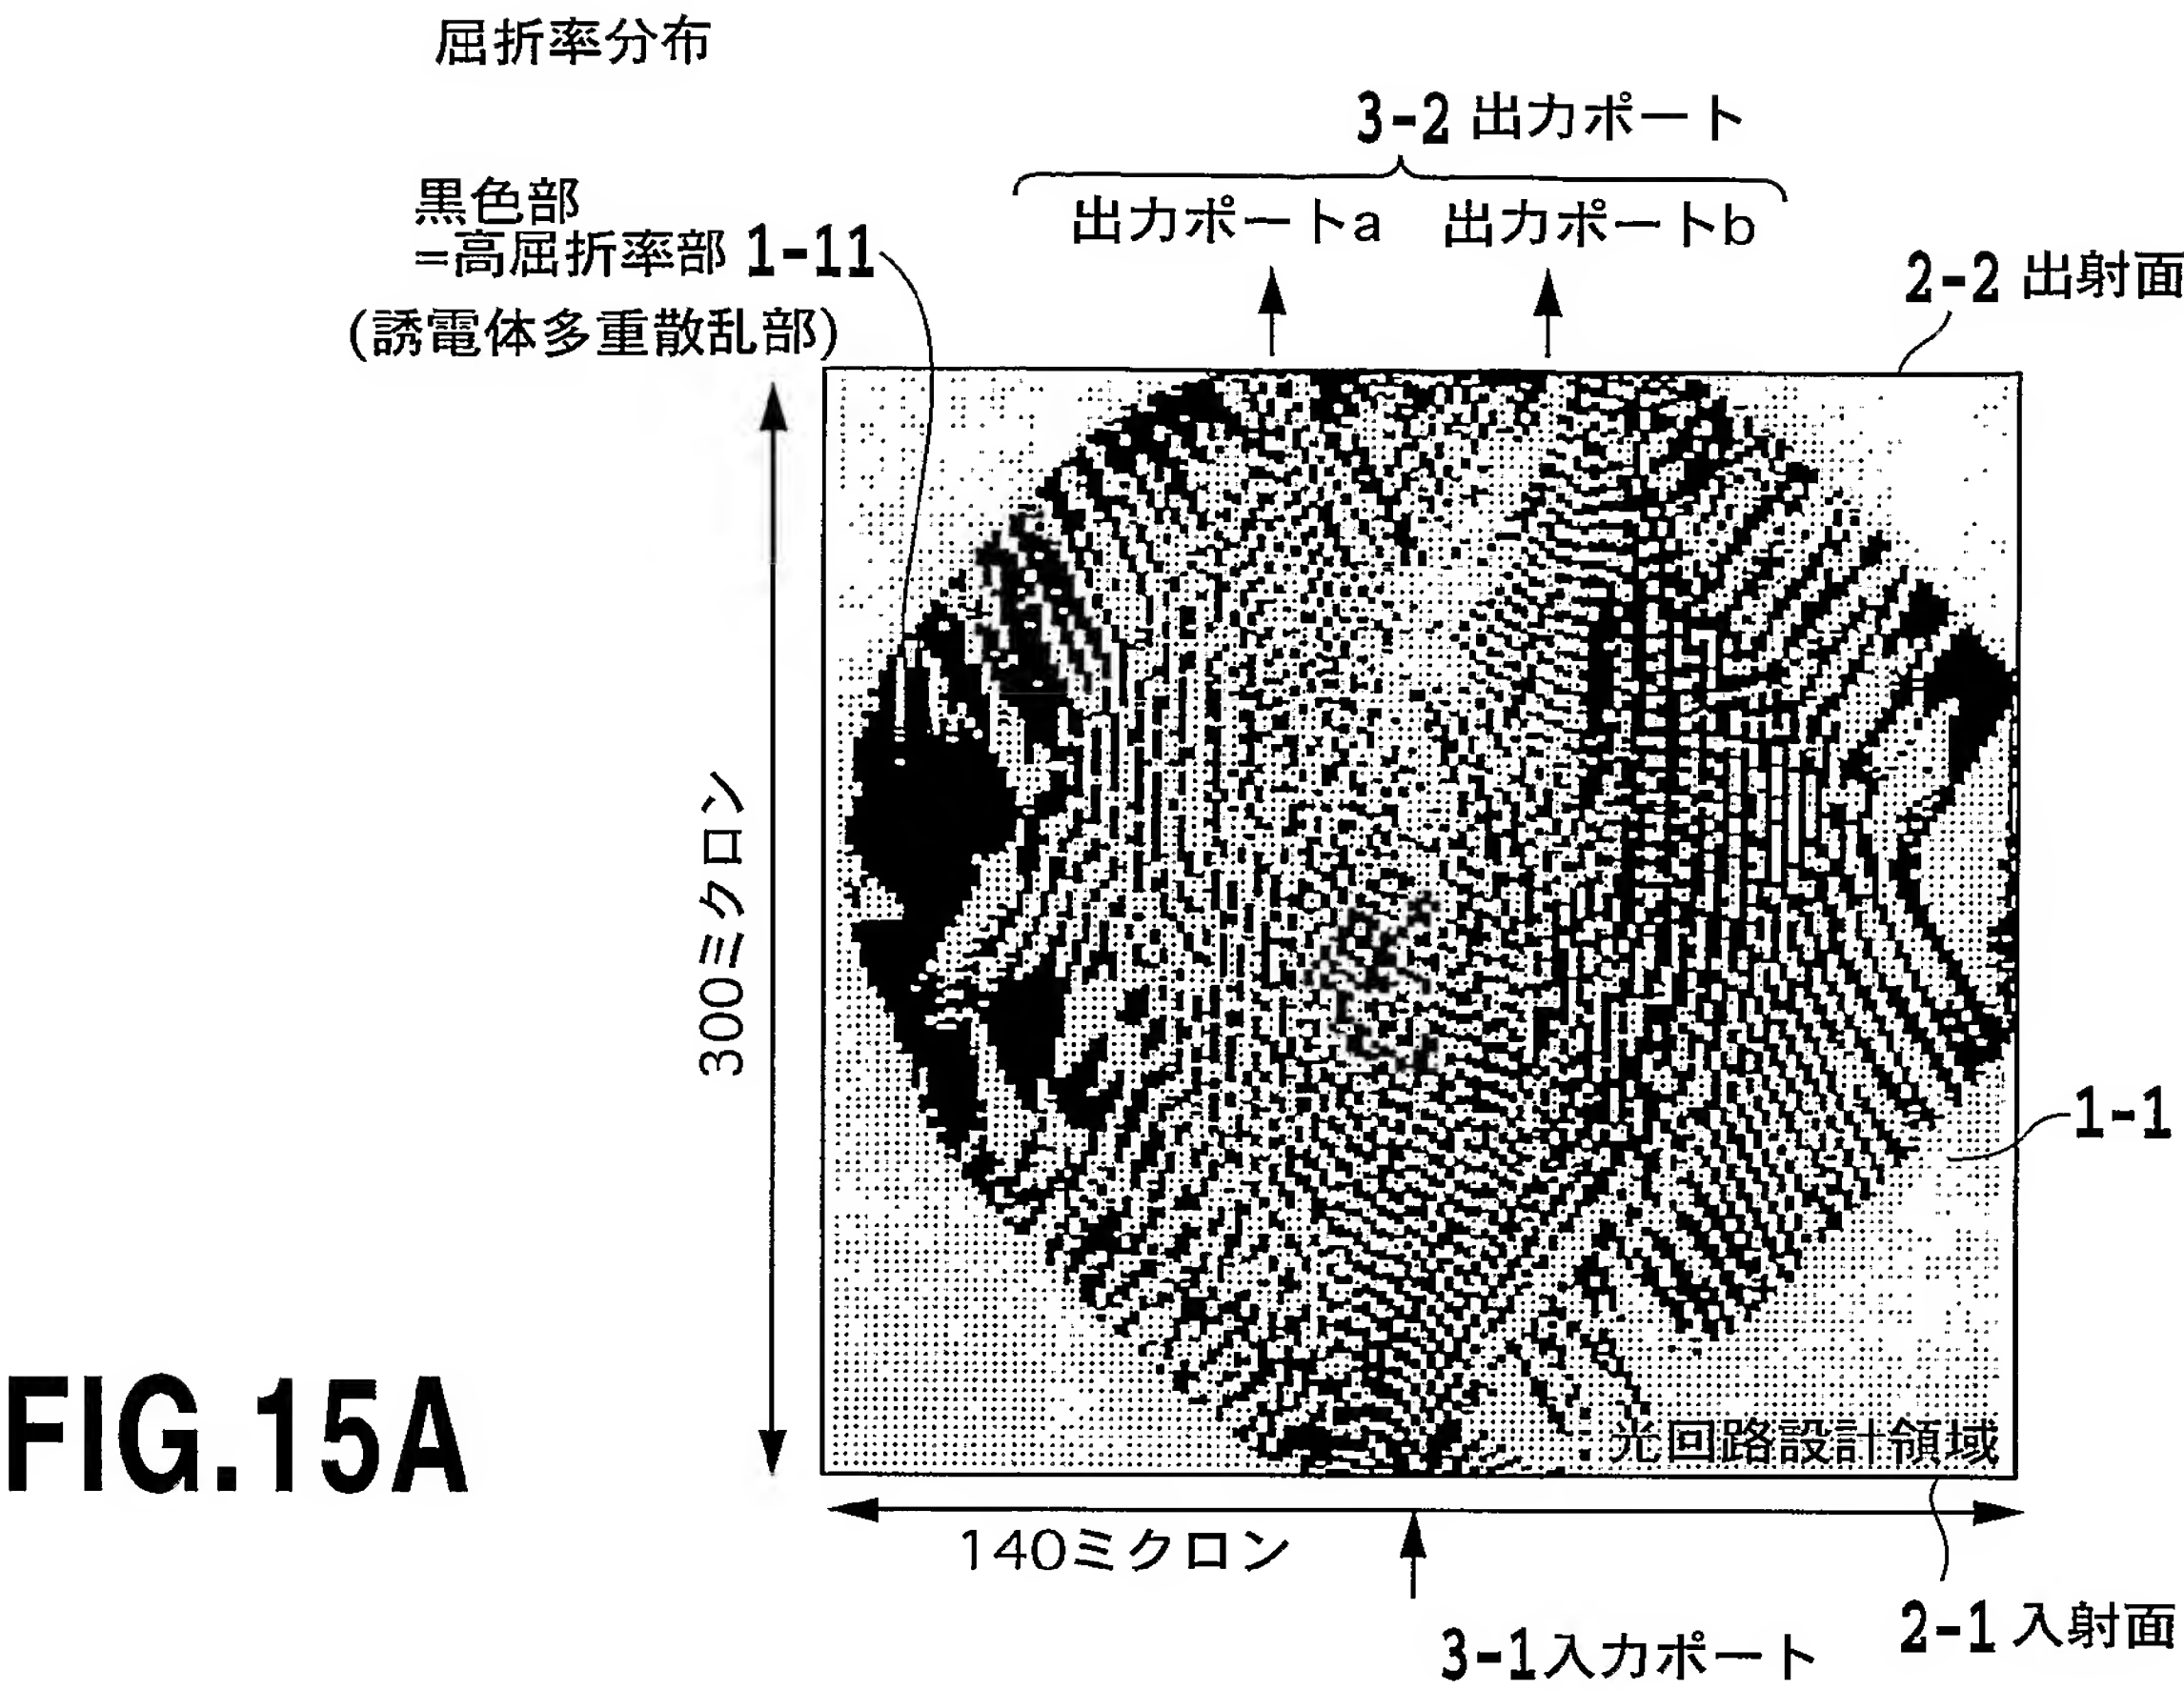 屈折率分布
3-2 出力ポート
黒色部
=高屈折率部 1-11
(誘電体多重散乱部)
出力ポートa 出力ポートb
2-2 出射面
300ミクロン
1-1
光回路設計領域
FIG.15A
140ミクロン
3-1入力ポート
2-1 入射面